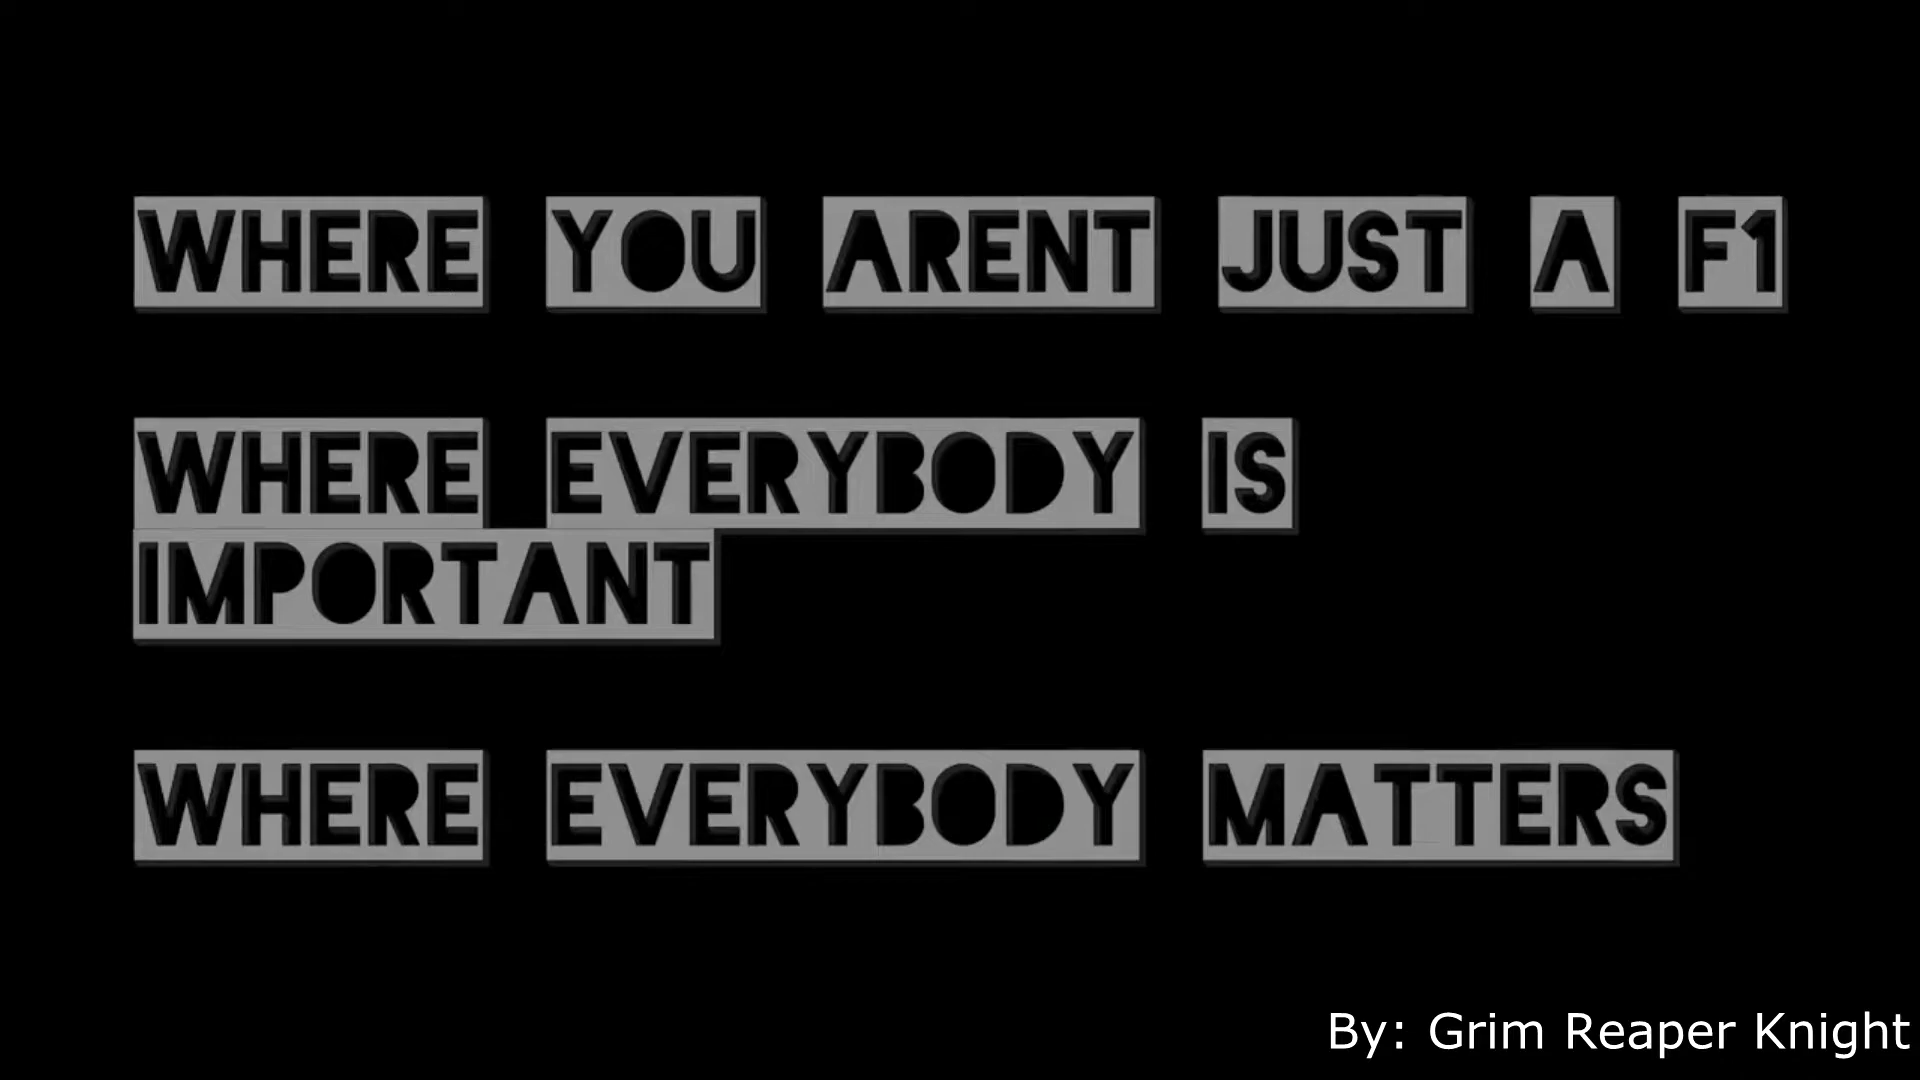 WHERE YOU ARENT JUST A F1
WHERE EVERYBODY IS
IMPORTANT
WHERE EVERYBODY MATTERS
By: Grim Reaper Knight